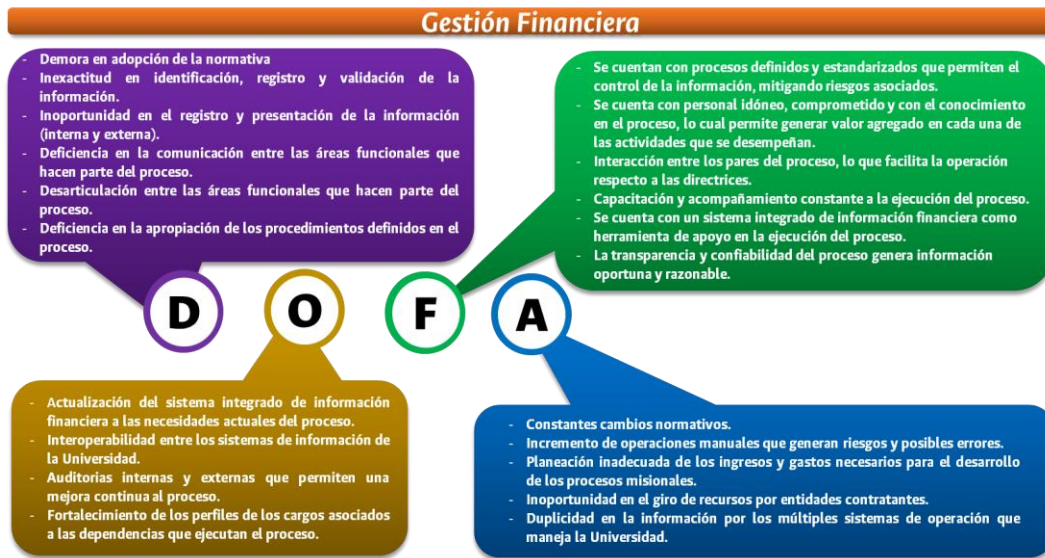 Gestión Financiera
- Demora en adopción de la normativa
- Inexactitud en identificación, registro y validación de la
información.
- Inoportunidad en el registro y presentación de la información
(interna y externa).
- Deficiencia en la comunicación entre las áreas funcionales que
hacen parte del proceso.
- Desarticulación entre las áreas funcionales que hacen parte del
proceso.
- Deficiencia en la apropiación de los procedimientos definidos en el
proceso.
- Se cuentan con procesos definidos y estandarizados que permiten el
control de la información, mitigando riesgos asociados.
- Se cuenta con personal idóneo, comprometido y con el conocimiento
en el proceso, lo cual permite generar valor agregado en cada una de
las actividades que se desempeñan.
- Interacción entre los pares del proceso, lo que facilita la operación
respecto a las directrices.
- Capacitación y acompañamiento constante a la ejecución del proceso.
- Se cuenta con un sistema integrado de información financiera como
herramienta de apoyo en la ejecución del proceso.
- La transparencia y confiabilidad del proceso genera información
oportuna y razonable.
D O F A
- Actualización del sistema integrado de información
financiera a las necesidades actuales del proceso.
- Interoperabilidad entre los sistemas de información de
la Universidad.
- Auditorias internas y externas que permiten una
mejora continua al proceso.
- Fortalecimiento de los perfiles de los cargos asociados
a las dependencias que ejecutan el proceso.
- Constantes cambios normativos.
- Incremento de operaciones manuales que generan riesgos y posibles errores.
- Planeación inadecuada de los ingresos y gastos necesarios para el desarrollo
de los procesos misionales.
- Inoportunidad en el giro de recursos por entidades contratantes.
- Duplicidad en la información por los múltiples sistemas de operación que
maneja la Universidad.